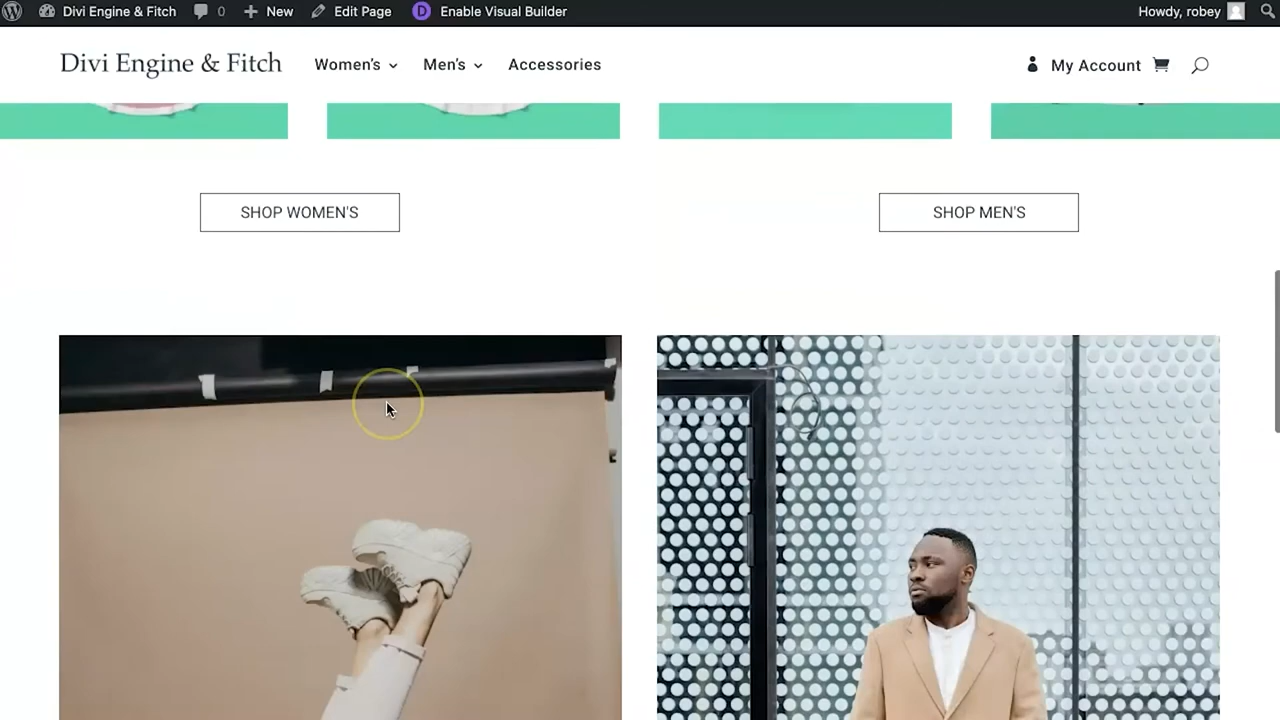 Divi Engine & Fitch 0 New Edit Page Enable Visual Builder Howdy, robey
Divi Engine & Fitch Women's Men's Accessories My Account
SHOP WOMEN'S SHOP MEN'S